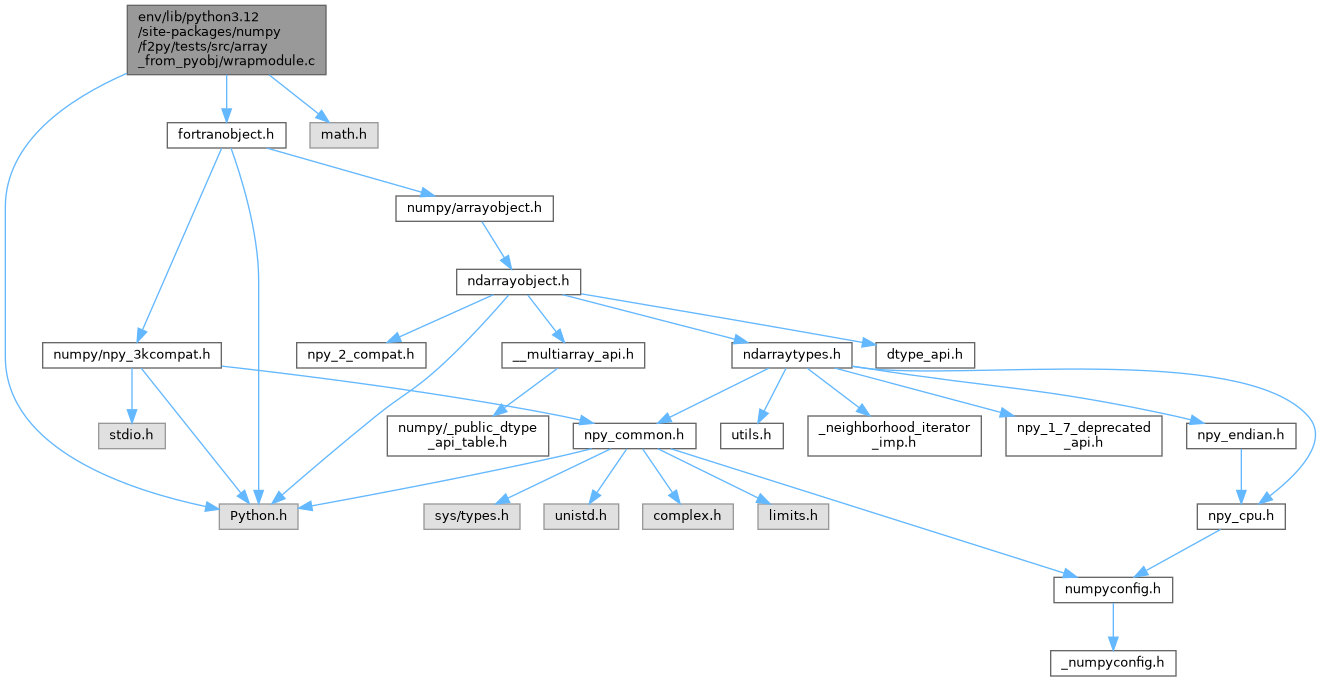 env/lib/python3.12
/site-packages/numpy
/f2py/tests/src/array
_from_pyobj/wrapmodule.c
fortranobject.h
math.h
numpy/arrayobject.h
ndarrayobject.h
numpy/npy_3kcompat.h
npy_2_compat.h
__multiarray_api.h
ndarraytypes.h
dtype_api.h
stdio.h
numpy/_public_dtype
_api_table.h
npy_common.h
utils.h
_neighborhood_iterator
_imp.h
npy_1_7_deprecated
_api.h
npy_endian.h
Python.h
sys/types.h
unistd.h
complex.h
limits.h
npy_cpu.h
numpyconfig.h
_numpyconfig.h